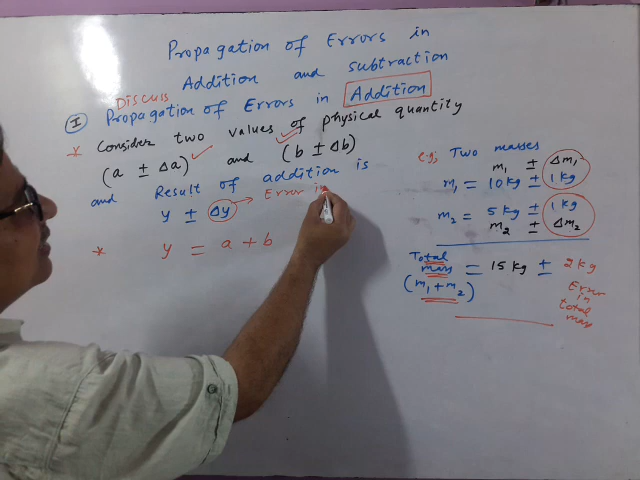 Propagation of Errors in
Addition and subtraction
Discuss
I Propagation of Errors in Addition
* Consider two values of physical quantity
(a ± Δa) ✓ and (b ± Δb) ✓
and Result of addition is
y ± Δy → Error in
* y = a + b
e.g; Two masses
m₁ ± Δm₁
m₁ = 10 kg ± 1 kg
m₂ = 5 kg ± 1 kg
m₂ ± Δm₂
Total mass = 15 kg ± 2 kg
(m₁ + m₂)
Error
in
total
mass